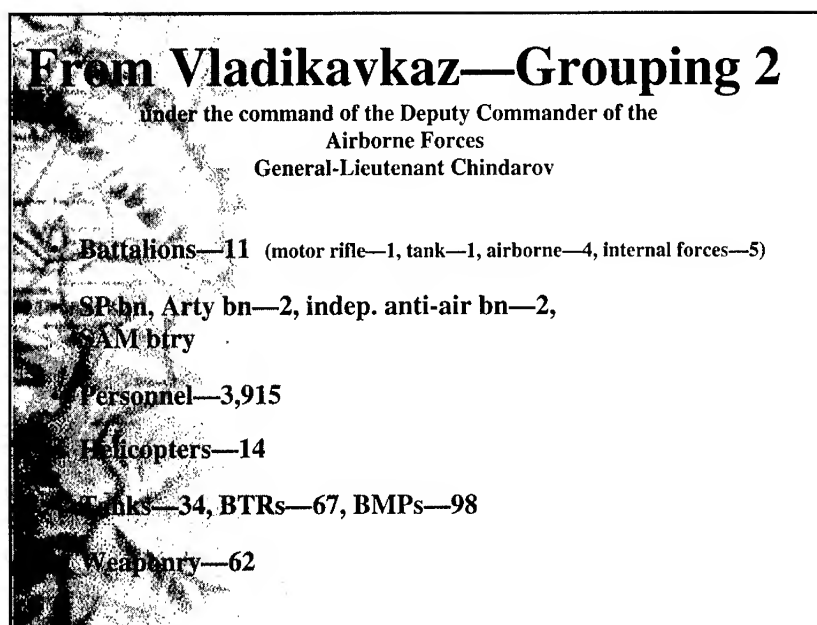 From Vladikavkaz—Grouping 2
under the command of the Deputy Commander of the
Airborne Forces
General-Lieutenant Chindarov
Battalions—11 (motor rifle—1, tank—1, airborne—4, internal forces—5)
SP bn, Arty bn—2, indep. anti-air bn—2,
SAM btry
Personnel—3,915
Helicopters—14
Tanks—34, BTRs—67, BMPs—98
Weaponry—62